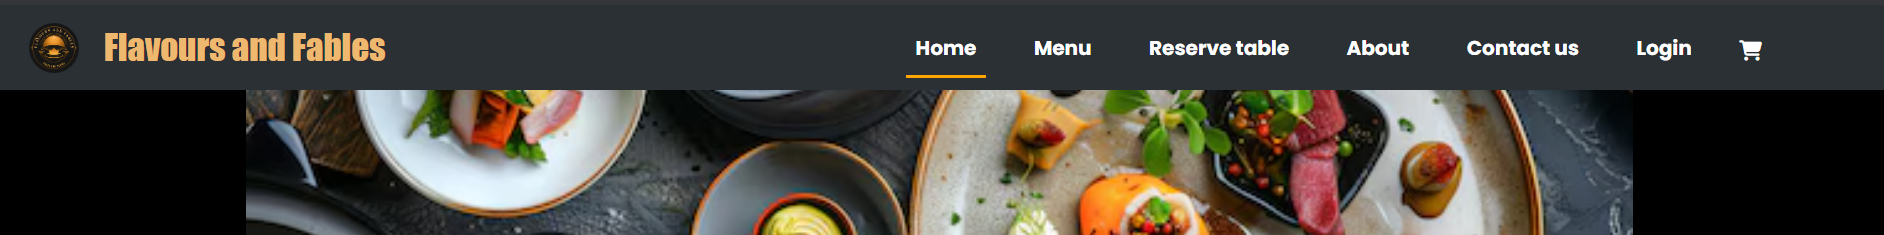 Flavours and Fables
Home Menu Reserve table About Contact us Login